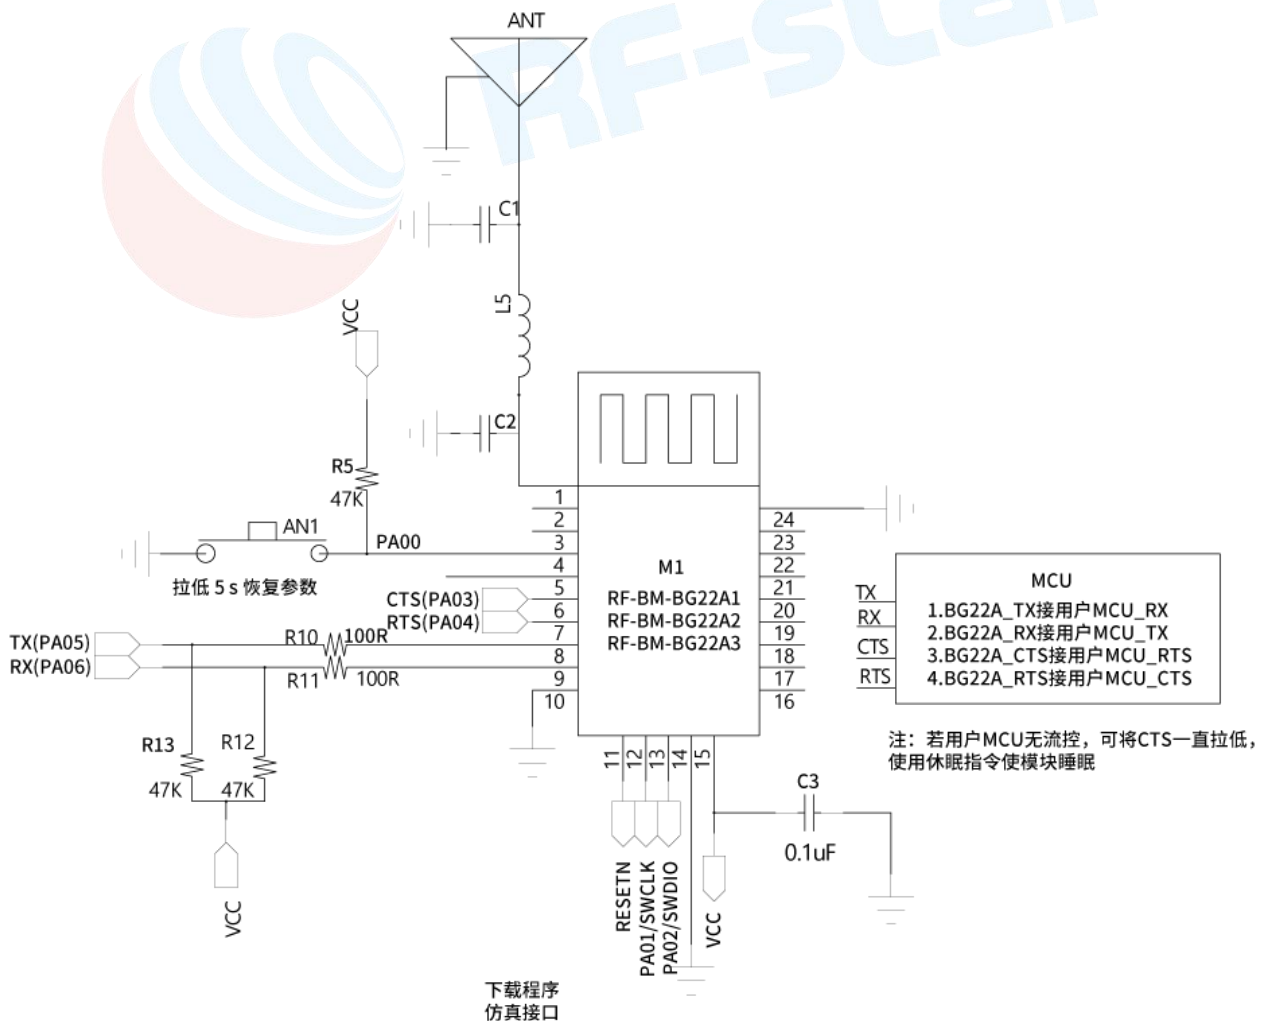 RF-star
ANT
C1
L5
VCC
C2
R5
47K
AN1
PA00
拉低 5 s 恢复参数
1
2
3
4
5
6
7
8
9
10
CTS(PA03)
RTS(PA04)
TX(PA05)
RX(PA06)
R10
100R
R11
100R
R13
R12
47K
47K
VCC
M1
RF-BM-BG22A1
RF-BM-BG22A2
RF-BM-BG22A3
24
23
22
21
20
19
18
17
16
11
12
13
14
15
RESETN
PA01/SWCLK
PA02/SWDIO
VCC
C3
0.1uF
TX
RX
CTS
RTS
MCU
1.BG22A_TX接用户MCU_RX
2.BG22A_RX接用户MCU_TX
3.BG22A_CTS接用户MCU_RTS
4.BG22A_RTS接用户MCU_CTS
注：若用户MCU无流控，可将CTS一直拉低，
使用休眠指令使模块睡眠
下载程序
仿真接口